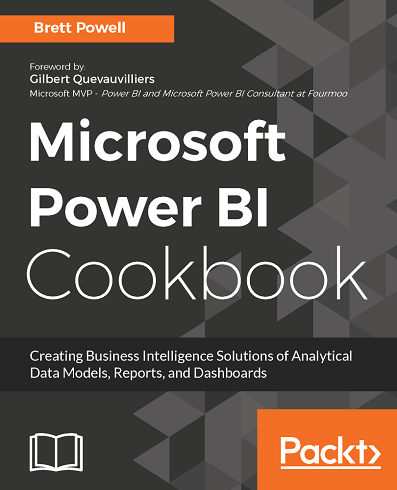 Brett Powell
Foreword by:
Gilbert Quevauvilliers
Microsoft MVP - Power BI and Microsoft Power BI Consultant at Fourmoo
Microsoft
Power BI
Cookbook
Creating Business Intelligence Solutions of Analytical
Data Models, Reports, and Dashboards
Packt>